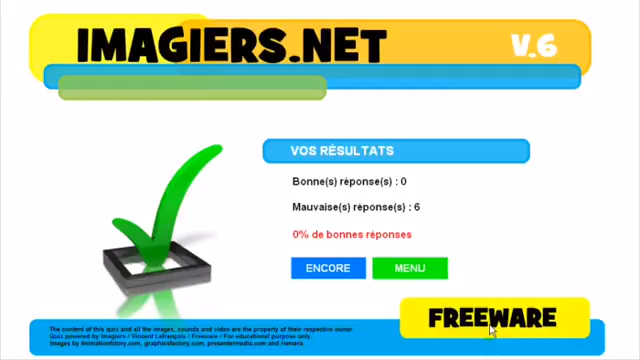 IMAGIERS.NET
V.6
VOS RÉSULTATS
Bonne(s) réponse(s) : 0
Mauvaise(s) réponse(s) : 6
0% de bonnes réponses
ENCORE
MENU
FREEWARE
The content of this quiz and all the images, sounds and video are the property of their respective owner.
Quiz powered by Imagiers / Vincent Lefrançois / Freeware / For educational purpose only.
Images by Animationfactory.com, graphicsfactory.com, presentermedia.com and Hemera.